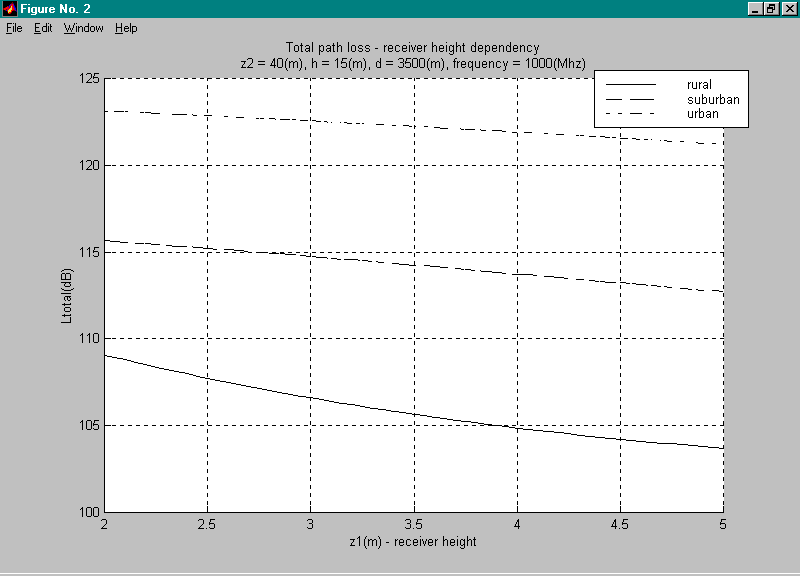 Figure No. 2
File Edit Window Help
Total path loss - receiver height dependency
z2 = 40(m), h = 15(m), d = 3500(m), frequency = 1000(Mhz)
rural
suburban
urban
125
120
115
110
105
100
Ltotal(dB)
2 2.5 3 3.5 4 4.5 5
z1(m) - receiver height